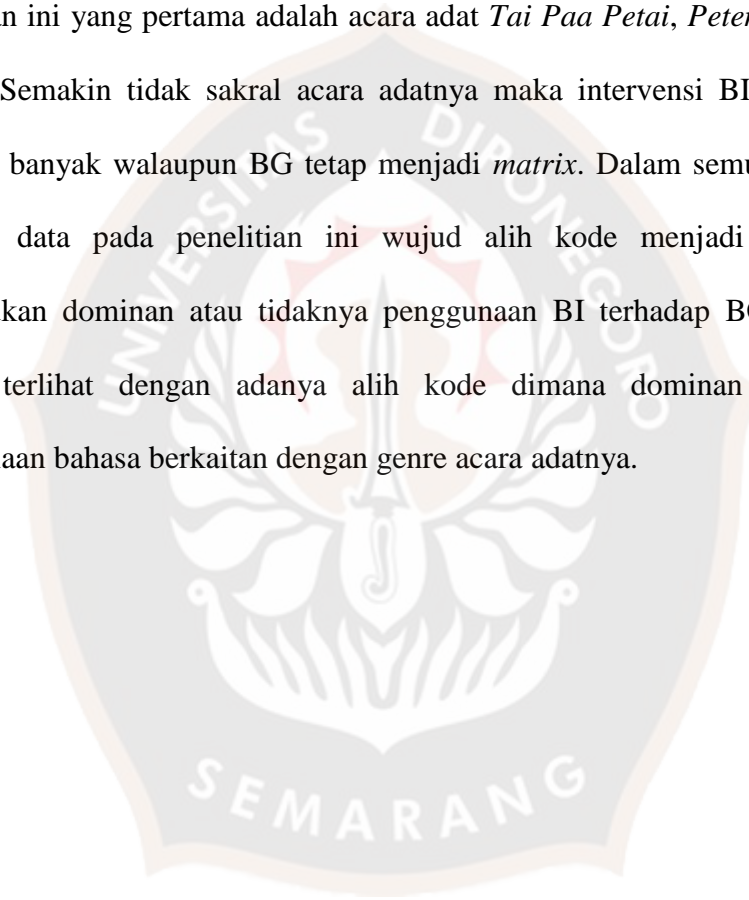 an ini yang pertama adalah acara adat Tai Paa Petai, Peter
Semakin tidak sakral acara adatnya maka intervensi BI
banyak walaupun BG tetap menjadi matrix. Dalam semu
data pada penelitian ini wujud alih kode menjadi
kan dominan atau tidaknya penggunaan BI terhadap BG
terlihat dengan adanya alih kode dimana dominan
aan bahasa berkaitan dengan genre acara adatnya.
UNIVERSITAS DIPONEGORO
SEMARANG